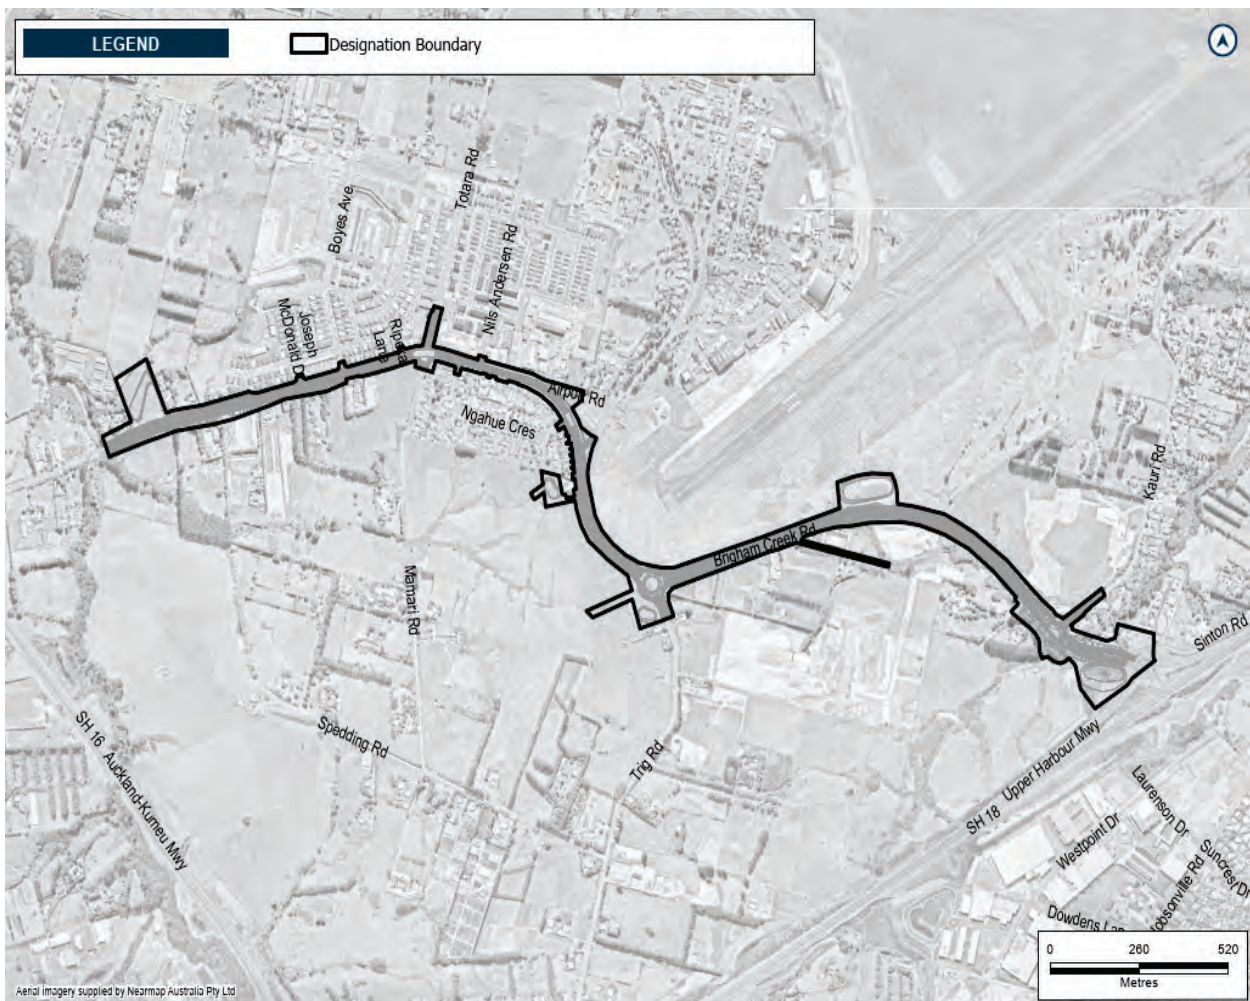 LEGEND
Designation Boundary
Totara Rd
Boyes Ave
Nils Andersen Rd
Joseph
McDonald D
Ripeka
Lane
Airport Rd
Ngahue Cres
Kauri Rd
Brigham Creek Rd
Mamari Rd
Sinton Rd
Spedding Rd
SH 16 Auckland-Kumeu Mwy
Trig Rd
SH 18 Upper Harbour Mwy
Laurenson Dr
Westpoint Dr
Suncrest Dr
Hobsonville Rd
Dowdens La
0 260 520
Metres
Aerial imagery supplied by Nearmap Australia Pty Ltd